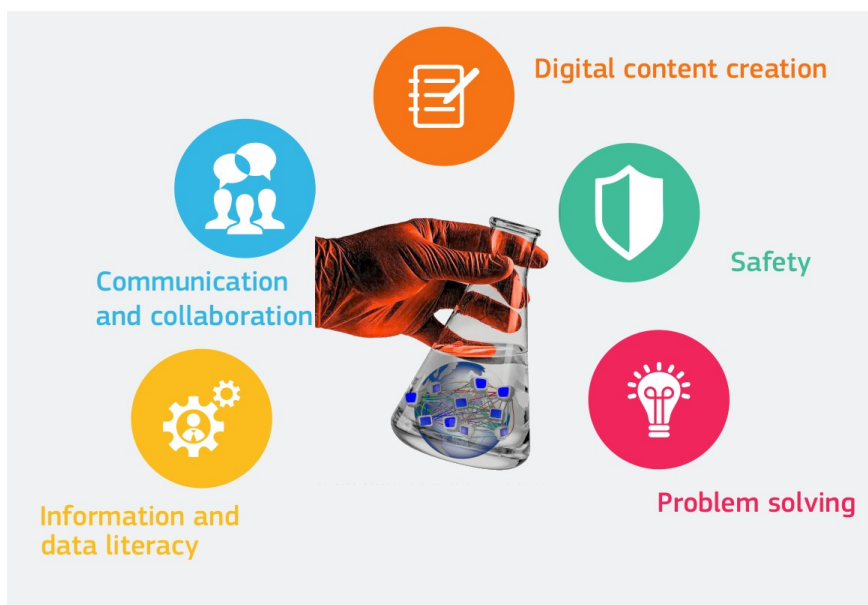 Digital content creation
Communication
and collaboration
Safety
Information and
data literacy
Problem solving